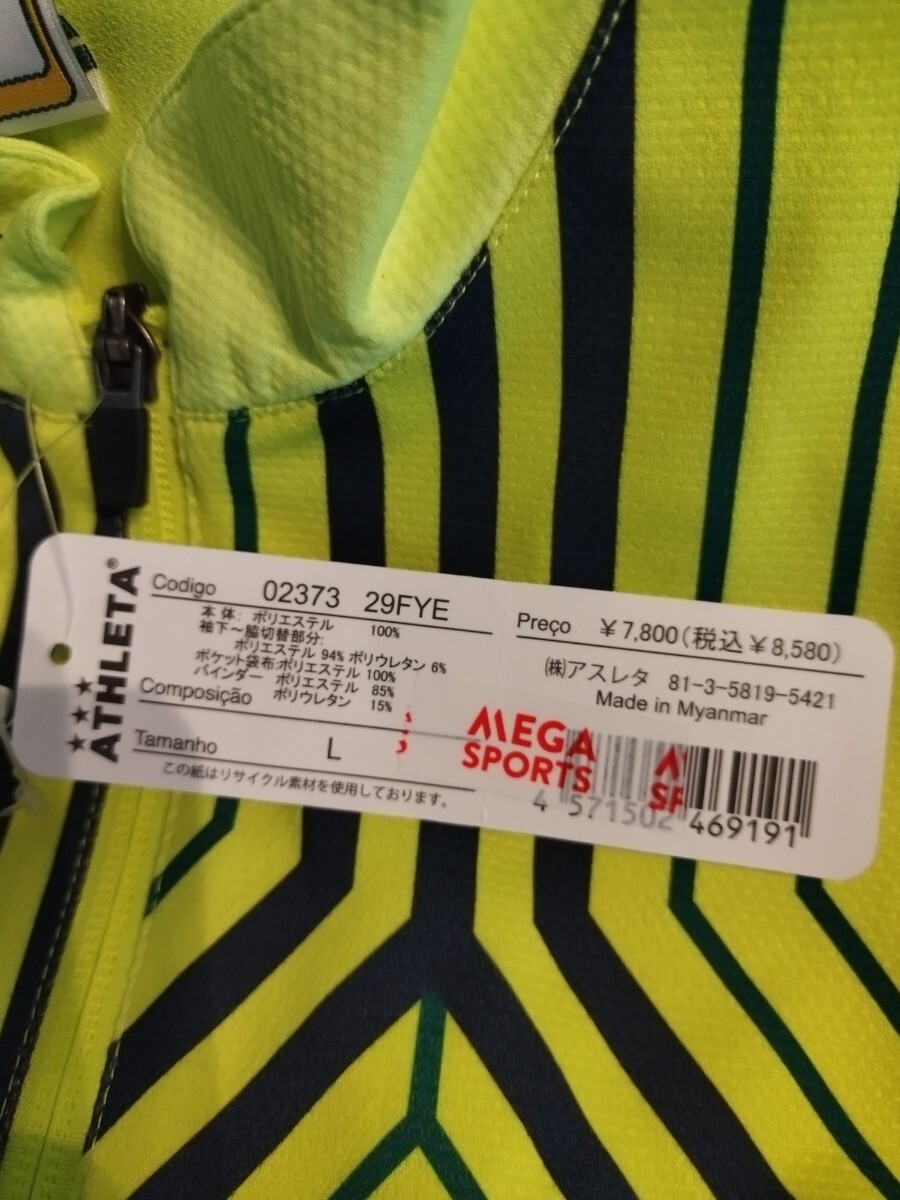 ATHLETA®
Codigo 02373 29FYE
本体: ポリエステル 100%
袖下～脇切替部分:
ポリエステル 94% ポリウレタン 6%
ポケット袋布:ポリエステル 100%
バインダー ポリエステル 85%
Composição ポリウレタン 15%
Tamanho L
この紙はリサイクル素材を使用しております。
Preço ¥7,800(税込¥8,580)
(株)アスレタ 81-3-5819-5421
Made in Myanmar
MEGA
SPORTS
4 571502 469191